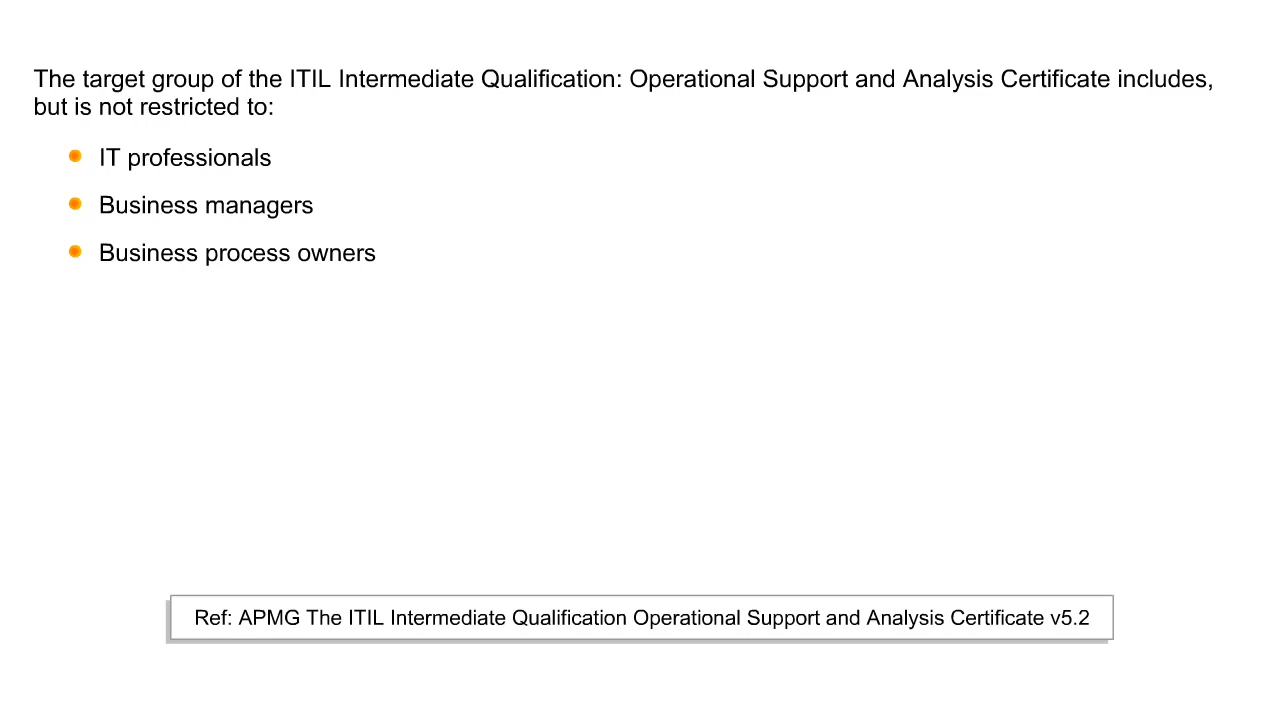 The target group of the ITIL Intermediate Qualification: Operational Support and Analysis Certificate includes,
but is not restricted to:
IT professionals
Business managers
Business process owners
Ref: APMG The ITIL Intermediate Qualification Operational Support and Analysis Certificate v5.2